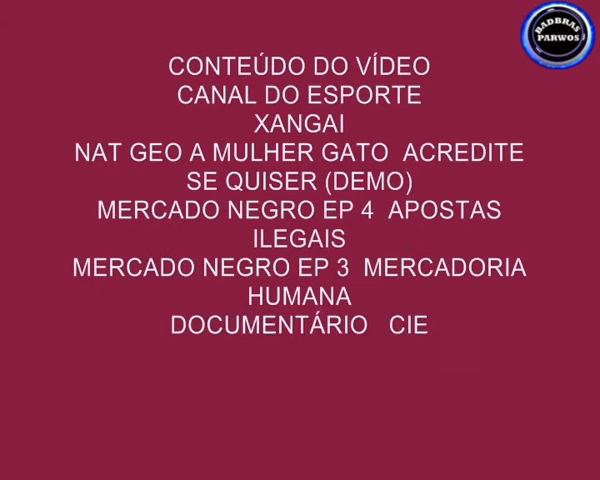 BADBRAS
PARWOS
CONTEÚDO DO VÍDEO
CANAL DO ESPORTE
XANGAI
NAT GEO A MULHER GATO  ACREDITE
SE QUISER (DEMO)
MERCADO NEGRO EP 4  APOSTAS
ILEGAIS
MERCADO NEGRO EP 3  MERCADORIA
HUMANA
DOCUMENTÁRIO   CIE